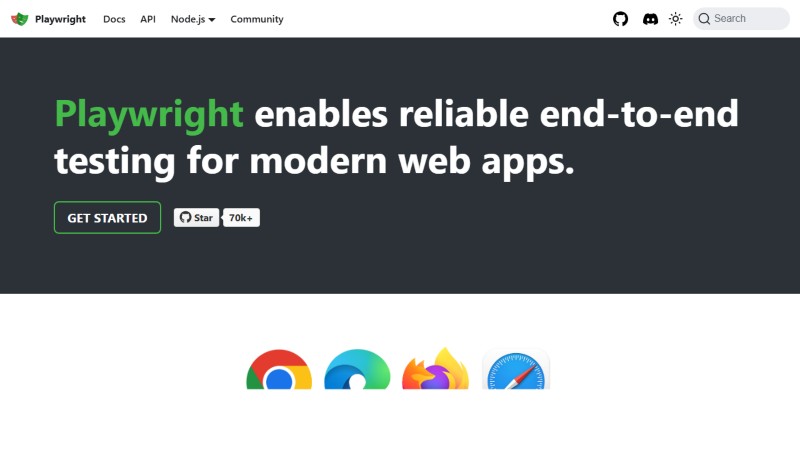 Playwright Docs API Node.js Community Search
Playwright enables reliable end-to-end
testing for modern web apps.
GET STARTED Star 70k+